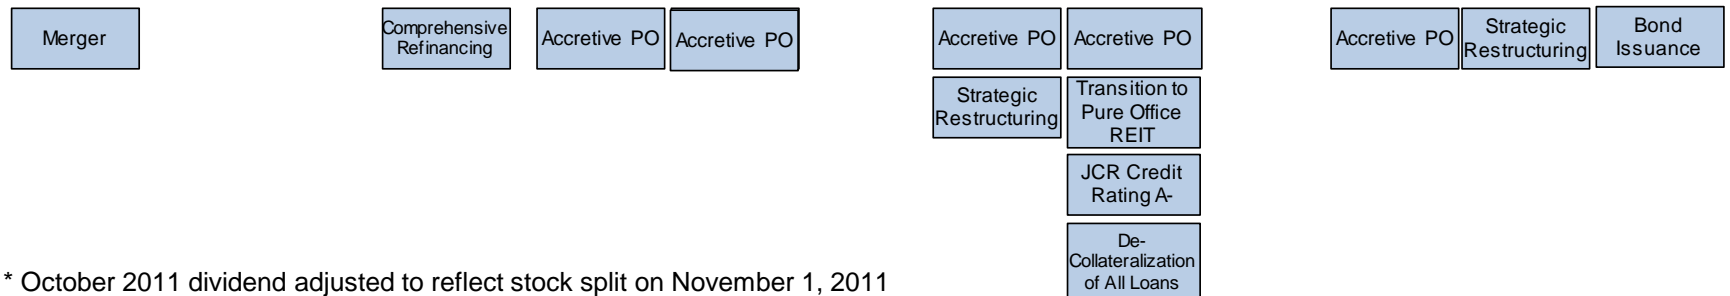 Merger
Comprehensive
Refinancing
Accretive PO
Accretive PO
Accretive PO
Accretive PO
Accretive PO
Strategic
Restructuring
Bond
Issuance
Strategic
Restructuring
Transition to
Pure Office
REIT
JCR Credit
Rating A-
De-
Collateralization
of All Loans
* October 2011 dividend adjusted to reflect stock split on November 1, 2011